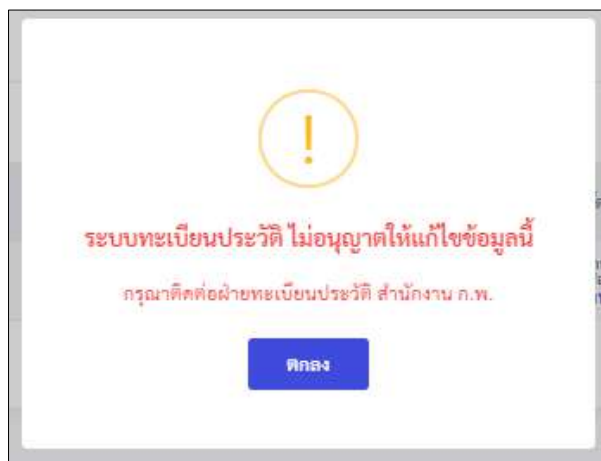 !
ระบบทะเบียนประวัติ ไม่อนุญาตให้แก้ไขข้อมูลนี้
กรุณาติดต่อฝ่ายทะเบียนประวัติ สำนักงาน ก.พ.
ตกลง